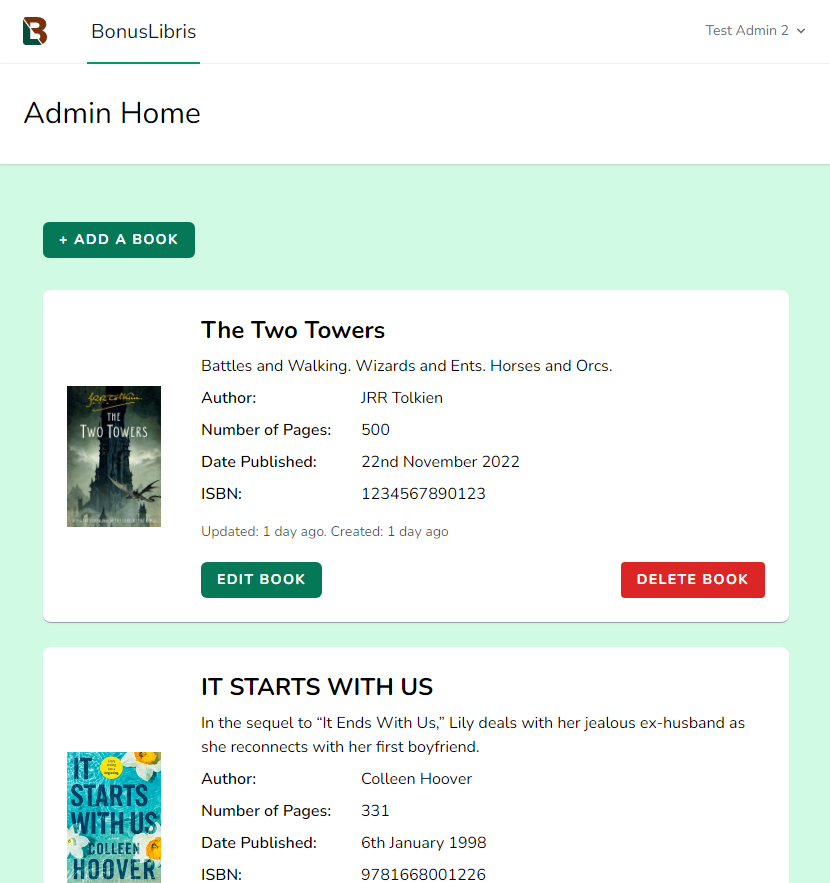 BonusLibris
Test Admin 2
Admin Home
+ ADD A BOOK
The Two Towers
Battles and Walking. Wizards and Ents. Horses and Orcs.
Author: JRR Tolkien
Number of Pages: 500
Date Published: 22nd November 2022
ISBN: 1234567890123
Updated: 1 day ago. Created: 1 day ago
EDIT BOOK
DELETE BOOK
THE
TWO TOWERS
IT STARTS WITH US
In the sequel to “It Ends With Us,” Lily deals with her jealous ex-husband as
she reconnects with her first boyfriend.
Author: Colleen Hoover
Number of Pages: 331
Date Published: 6th January 1998
ISBN: 9781668001226
IT
STARTS
WITH US
COLLEEN
HOOVER